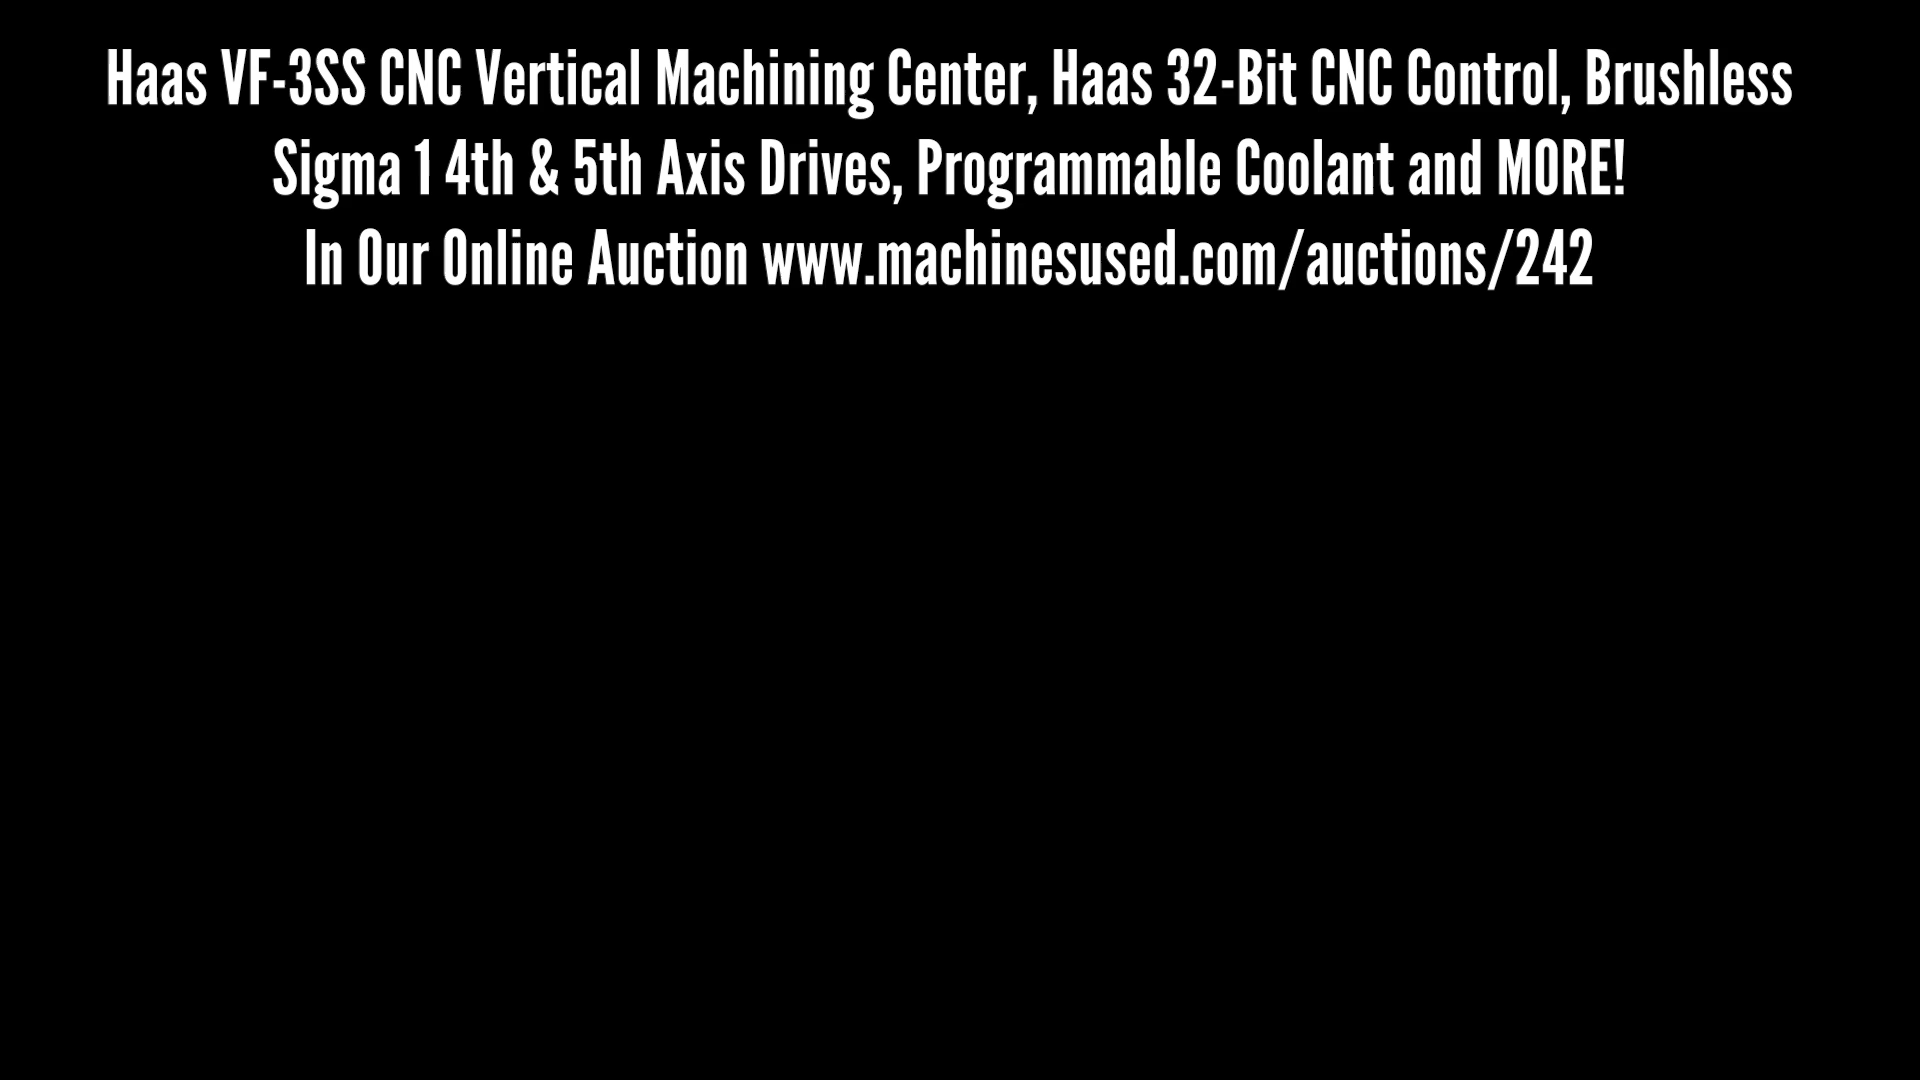 Haas VF-3SS CNC Vertical Machining Center, Haas 32-Bit CNC Control, Brushless
Sigma 1 4th & 5th Axis Drives, Programmable Coolant and MORE!
In Our Online Auction www.machinesused.com/auctions/242